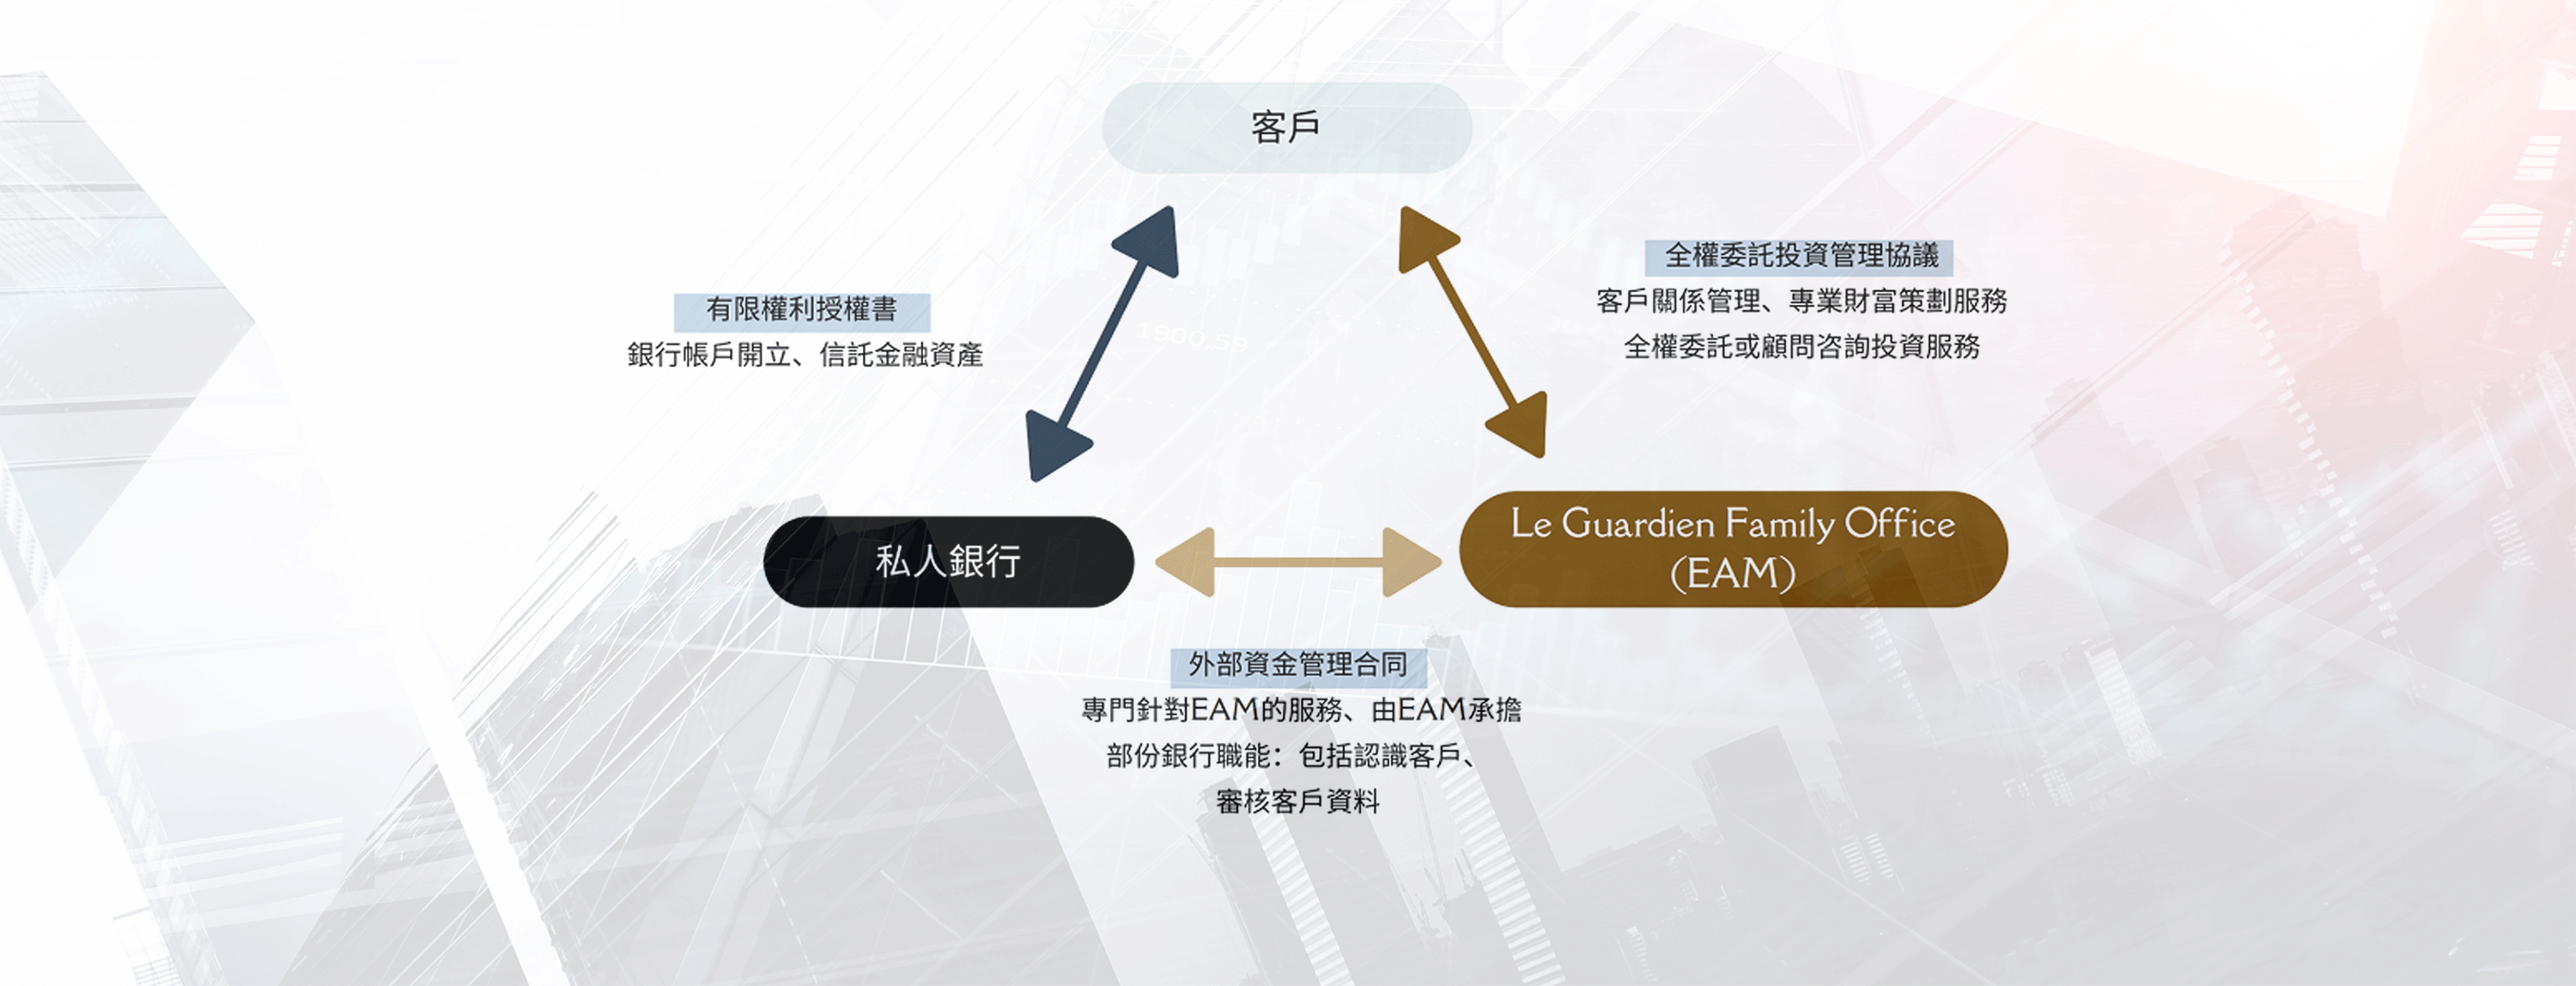 客戶
有限權利授權書
銀行帳戶開立、信託金融資產
全權委託投資管理協議
客戶關係管理、專業財富策劃服務
全權委託或顧問咨詢投資服務
1900,59
私人銀行
Le Guardien Family Office
(EAM)
外部資金管理合同
專門針對EAM的服務、由EAM承擔
部份銀行職能：包括認識客戶、
審核客戶資料